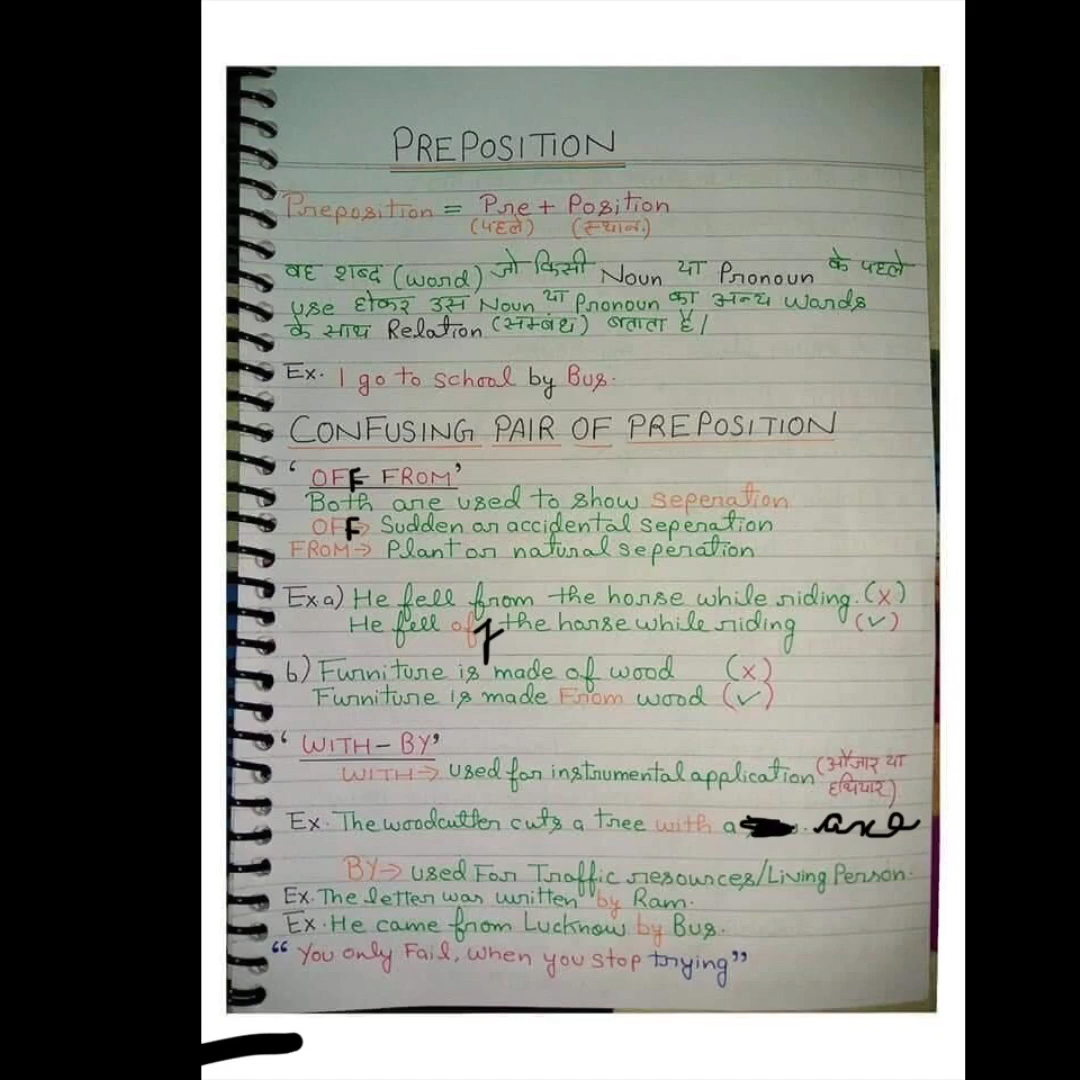 PREPOSITION
Preposition = Pre + Position
(पहले) (स्थान)
वह शब्द (word) जो किसी Noun या Pronoun के पहले
use होकर उस Noun या Pronoun का अन्य words
के साथ Relation (सम्बंध) बताता है।
Ex. I go to school by Bus.
CONFUSING PAIR OF PREPOSITION
‘OFF FROM’
Both are used to show seperation
OFF → Sudden or accidental seperation
FROM → Plant or natural seperation
Ex a) He fell from the horse while riding. (x)
He fell off the horse while riding (✓)
b) Furniture is made of wood (x)
Furniture is made From wood (✓)
‘WITH – BY’
WITH → used for instrumental application (औजार या
हथियार)
Ex. The woodcutter cuts a tree with a axe
BY → used For Traffic resources/Living Person.
Ex. The letter was written by Ram.
Ex. He came from Lucknow by Bus.
“You only Fail, when you stop trying”